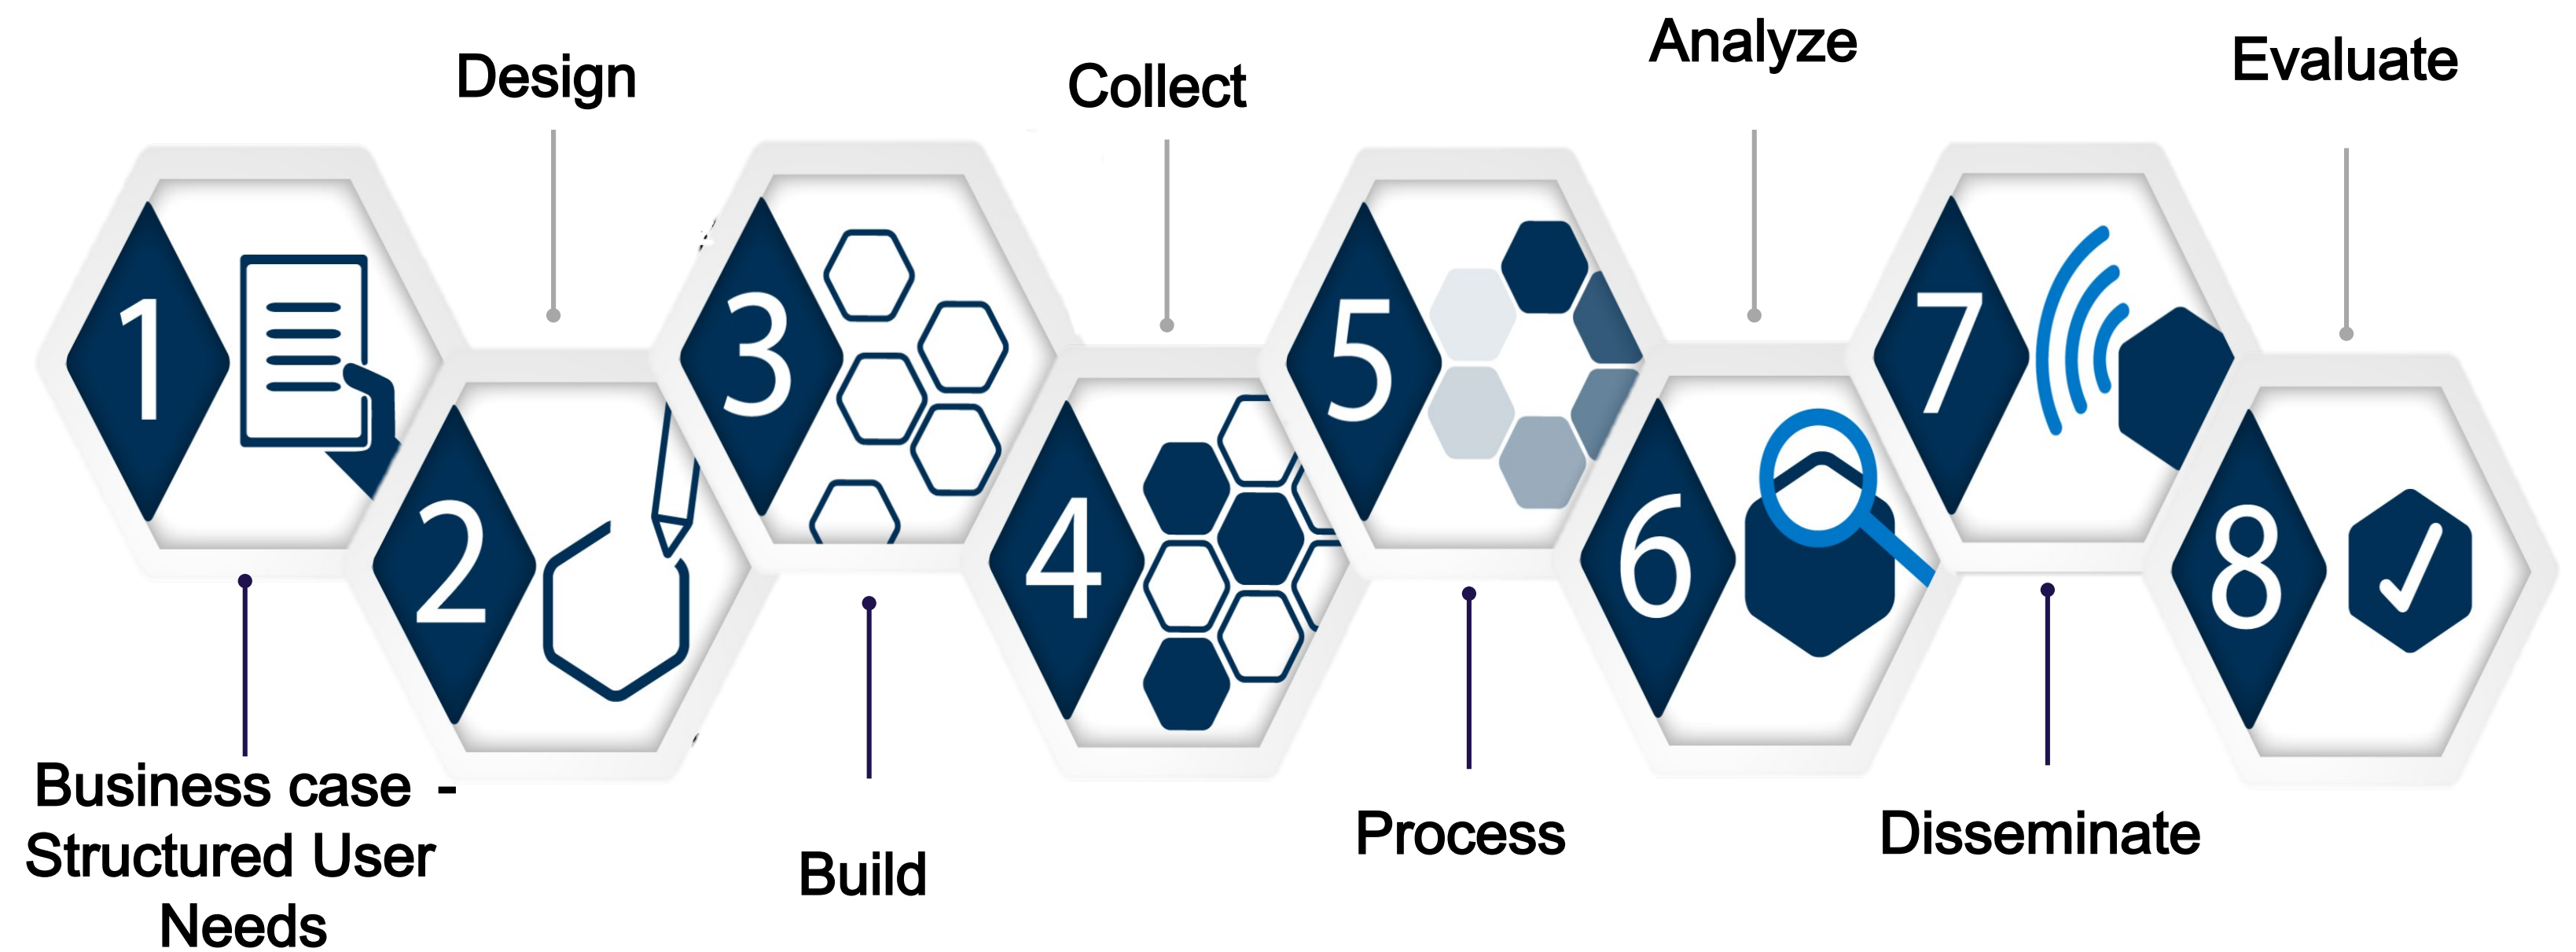 Design
Collect
Analyze
Evaluate
1
2
3
4
5
6
7
8
Business case -
Structured User
Needs
Build
Process
Disseminate